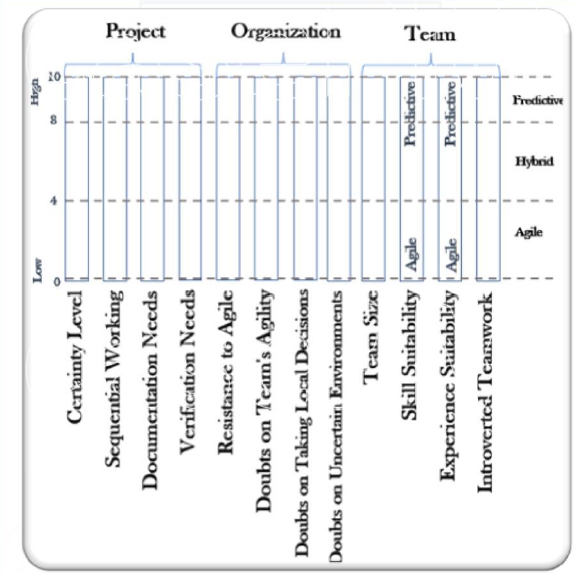 Project
Organization
Team
High
10
8
4
0
Low
Predictive
Hybrid
Agile
Predictive
Predictive
Agile
Agile
Certainty Level
Sequential Working
Documentation Needs
Verification Needs
Resistance to Agile
Doubts on Team's Agility
Doubts on Taking Local Decisions
Doubts on Uncertain Environments
Team Size
Skill Suitability
Experience Suitability
Introverted Teamwork